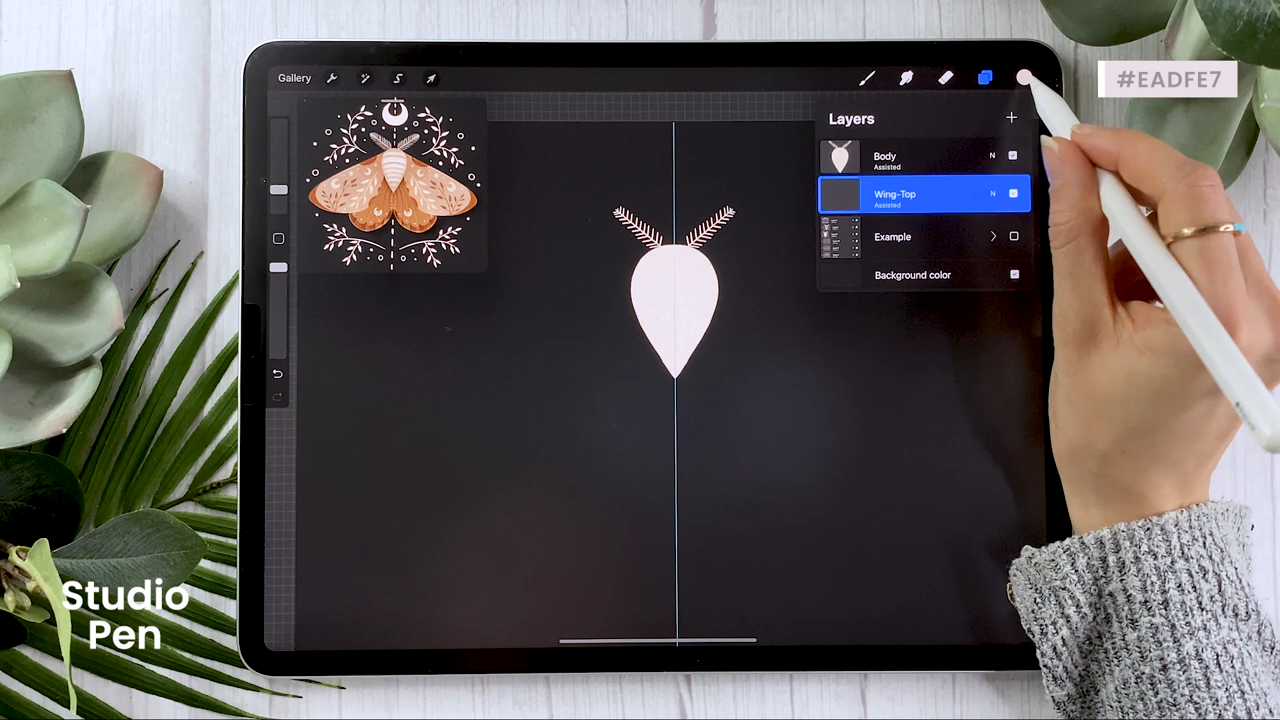 #EADFE7
Gallery
Layers
Body
Assisted
N
Wing-Top
Assisted
N
Example
Background color
Studio
Pen